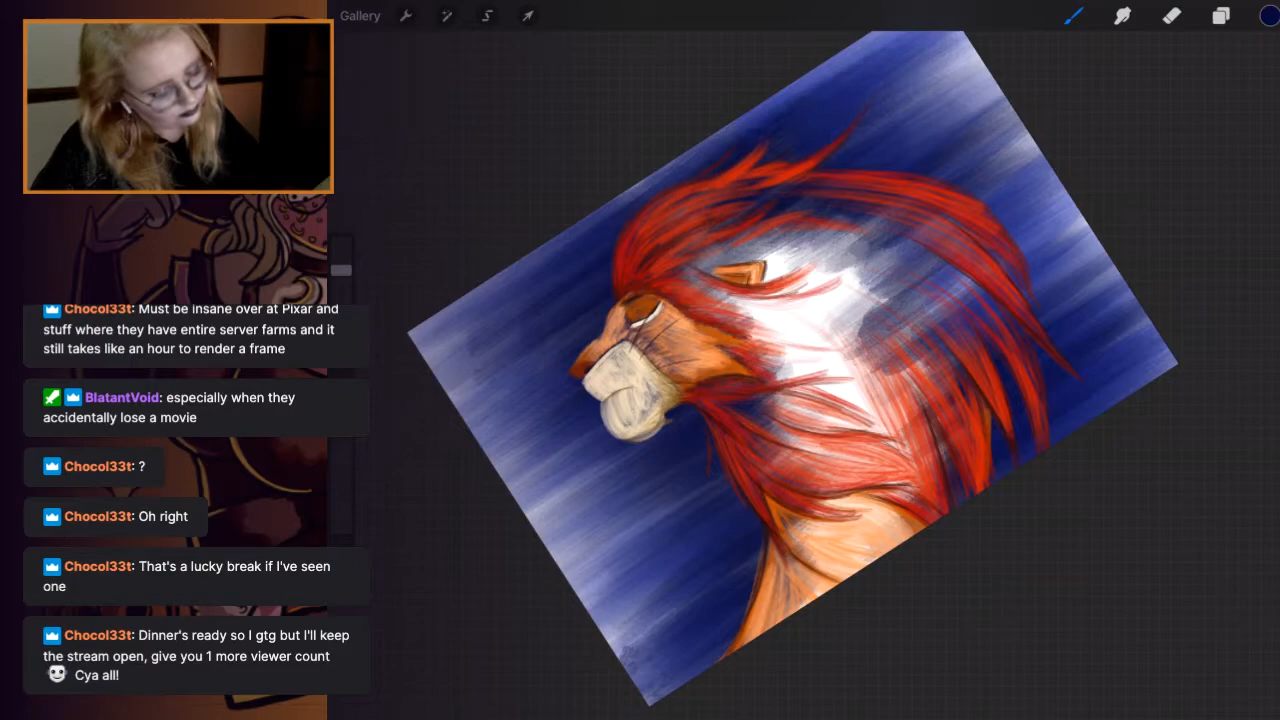 Gallery
Chocol33t: Must be insane over at Pixar and
stuff where they have entire server farms and it
still takes like an hour to render a frame
BlatantVoid: especially when they
accidentally lose a movie
Chocol33t: ?
Chocol33t: Oh right
Chocol33t: That's a lucky break if I've seen
one
Chocol33t: Dinner's ready so I gtg but I'll keep
the stream open, give you 1 more viewer count
Cya all!